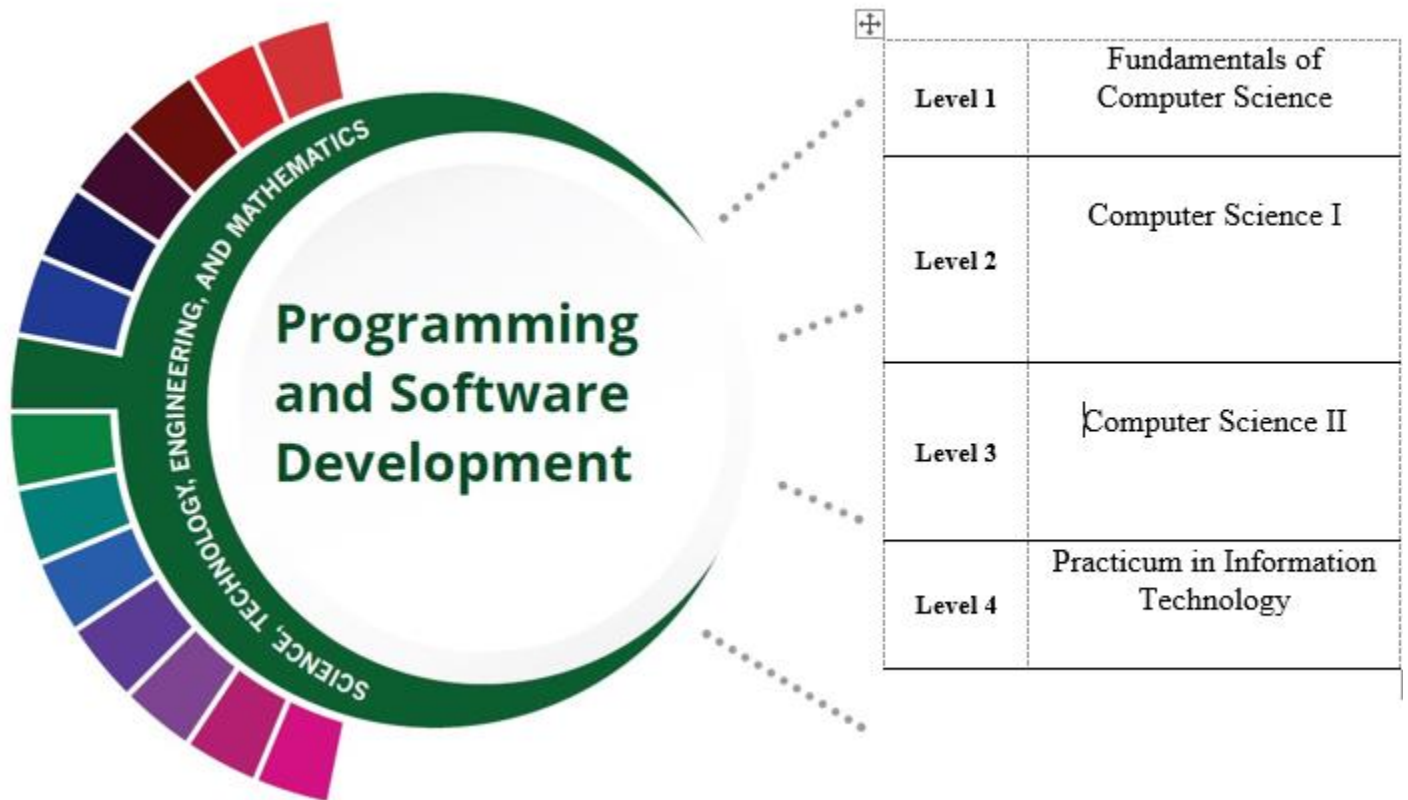 SCIENCE, TECHNOLOGY, ENGINEERING, AND MATHEMATICS
Programming
and Software
Development
Level 1
Fundamentals of
Computer Science
Level 2
Computer Science I
Level 3
Computer Science II
Level 4
Practicum in Information
Technology